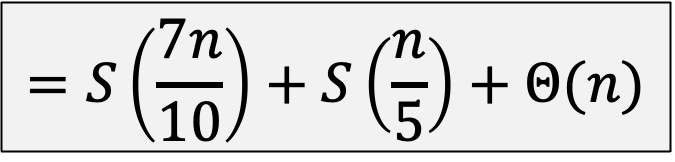 = S(7n/10) + S(n/5) + Θ(n)